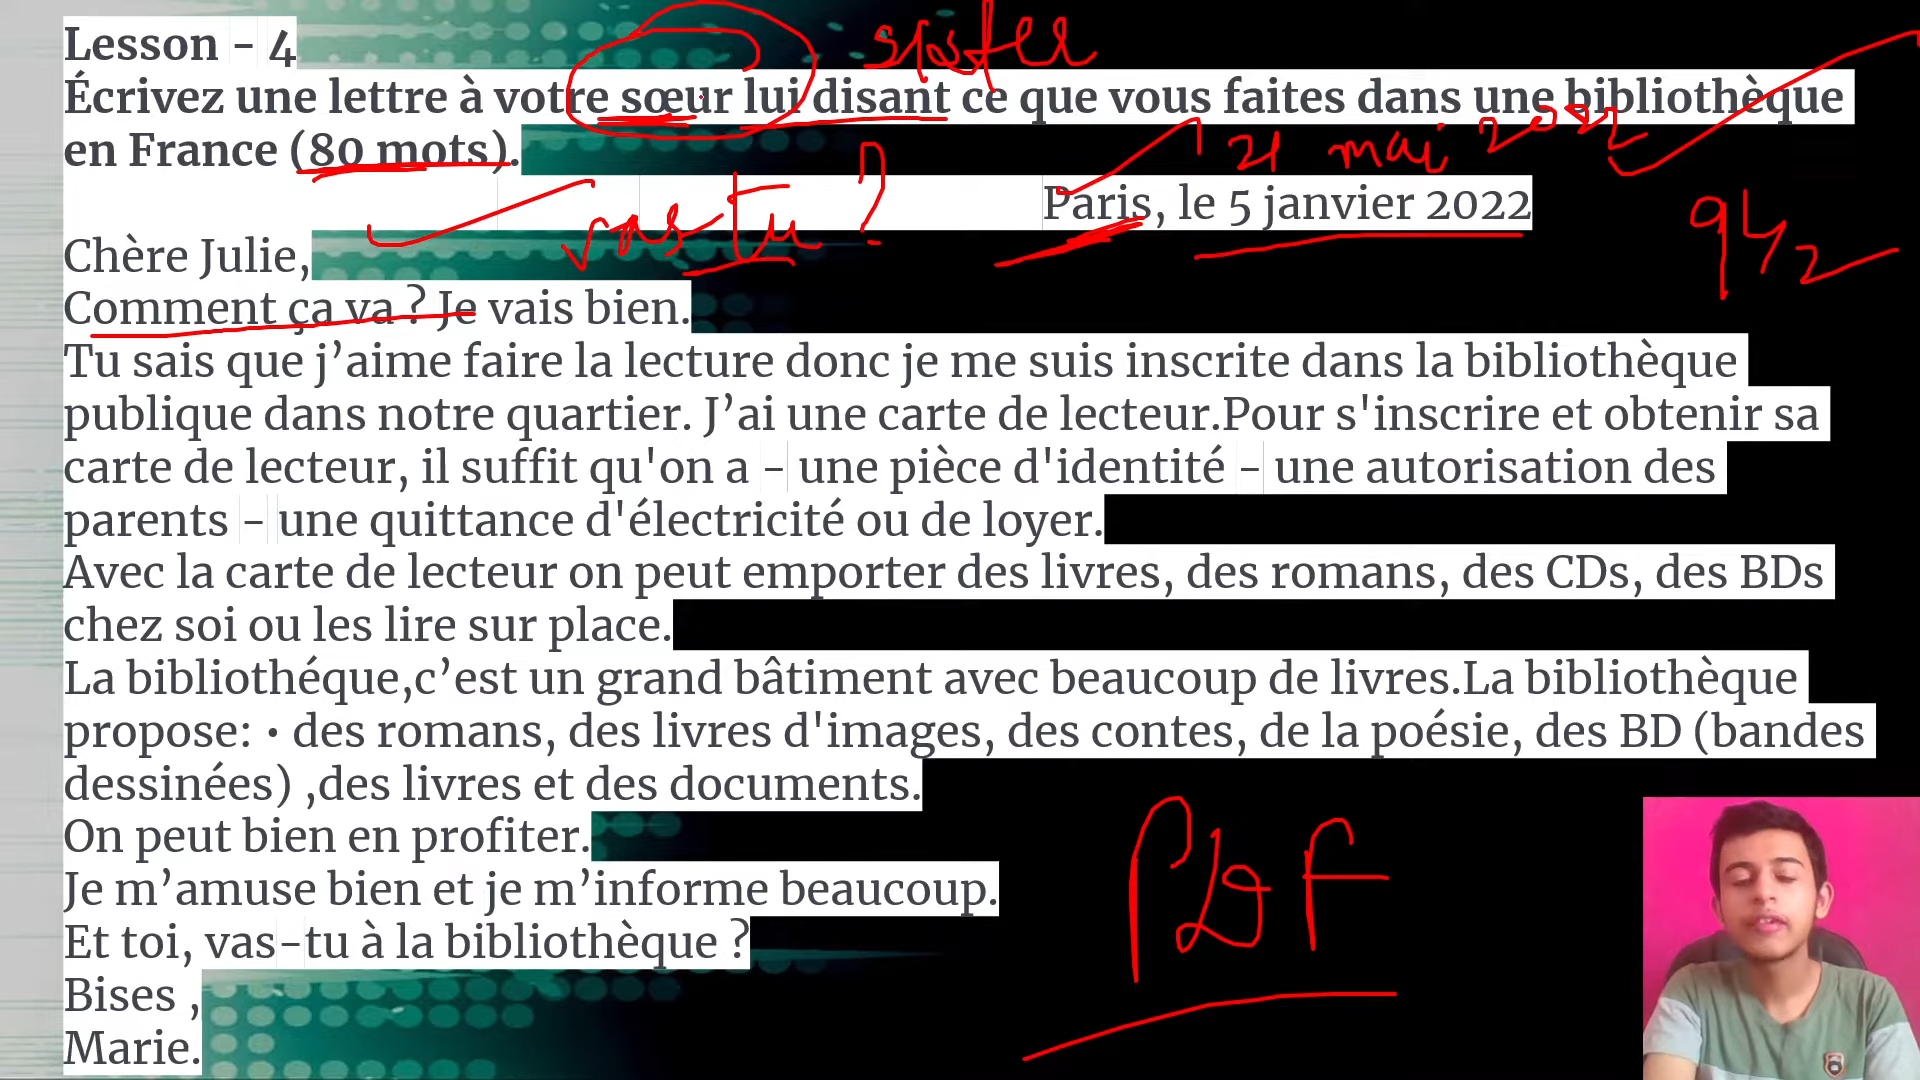 Lesson - 4
sister
Écrivez une lettre à votre sœur lui disant ce que vous faites dans une bibliothèque
en France (80 mots).
21 mai 2022
Paris, le 5 janvier 2022
vas tu ?
Chère Julie,
Comment ça va ? Je vais bien.
Tu sais que j’aime faire la lecture donc je me suis inscrite dans la bibliothèque
publique dans notre quartier. J’ai une carte de lecteur.Pour s'inscrire et obtenir sa
carte de lecteur, il suffit qu'on a - une pièce d'identité - une autorisation des
parents - une quittance d'électricité ou de loyer.
Avec la carte de lecteur on peut emporter des livres, des romans, des CDs, des BDs
chez soi ou les lire sur place.
La bibliothéque,c’est un grand bâtiment avec beaucoup de livres.La bibliothèque
propose: • des romans, des livres d'images, des contes, de la poésie, des BD (bandes
dessinées) ,des livres et des documents.
On peut bien en profiter.
Je m’amuse bien et je m’informe beaucoup.
Et toi, vas-tu à la bibliothèque ?
Bises ,
Marie.
PDF